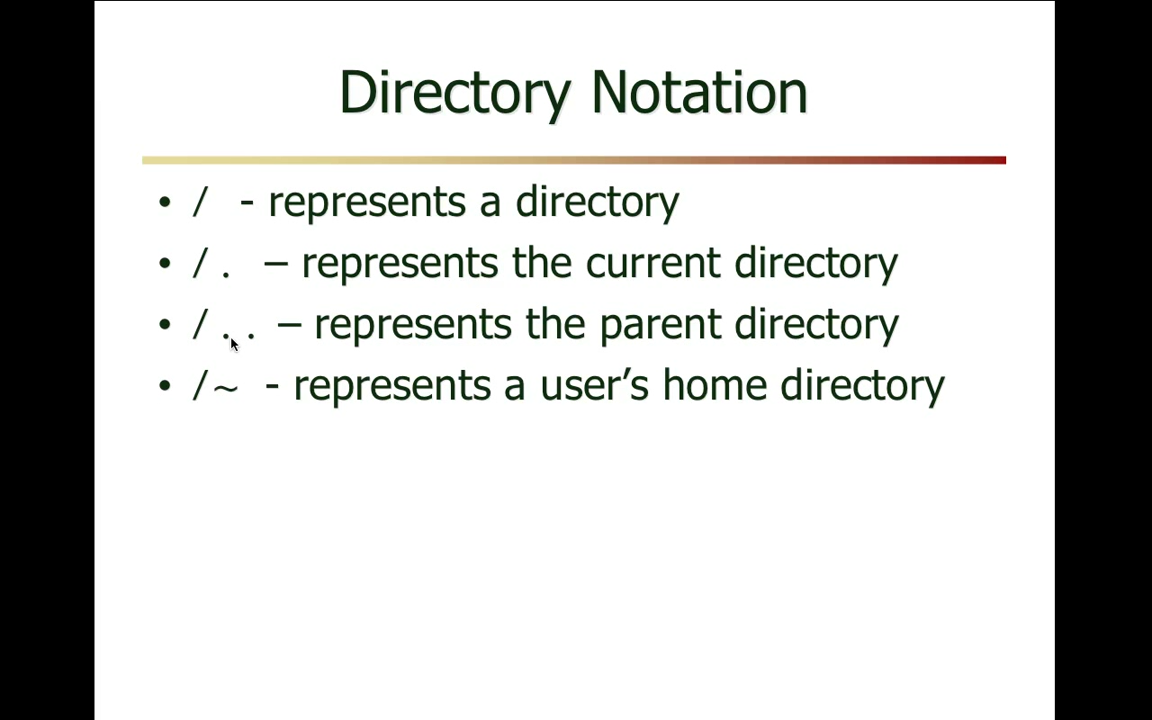 Directory Notation
• / - represents a directory
• / . – represents the current directory
• / . . – represents the parent directory
• /~ - represents a user’s home directory